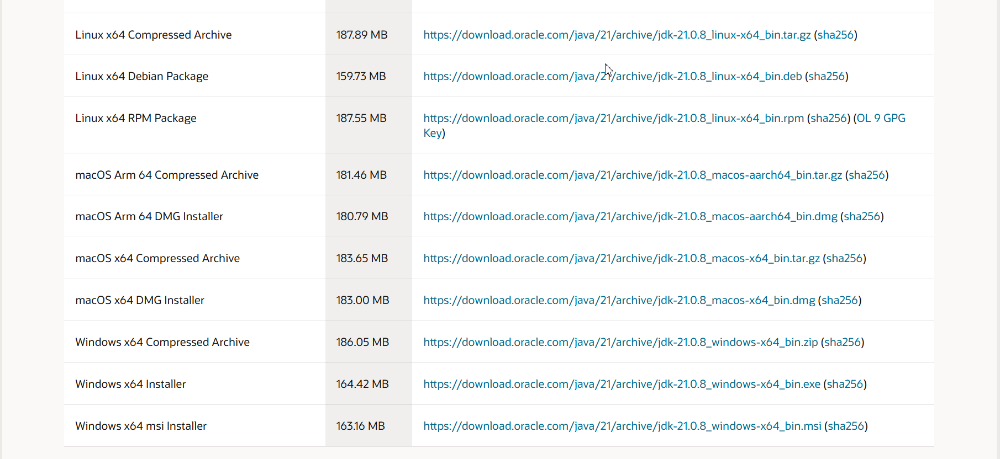 Linux x64 Compressed Archive 187.89 MB https://download.oracle.com/java/21/archive/jdk-21.0.8_linux-x64_bin.tar.gz (sha256)
Linux x64 Debian Package 159.73 MB https://download.oracle.com/java/21/archive/jdk-21.0.8_linux-x64_bin.deb (sha256)
Linux x64 RPM Package 187.55 MB https://download.oracle.com/java/21/archive/jdk-21.0.8_linux-x64_bin.rpm (sha256) (OL 9 GPG
Key)
macOS Arm 64 Compressed Archive 181.46 MB https://download.oracle.com/java/21/archive/jdk-21.0.8_macos-aarch64_bin.tar.gz (sha256)
macOS Arm 64 DMG Installer 180.79 MB https://download.oracle.com/java/21/archive/jdk-21.0.8_macos-aarch64_bin.dmg (sha256)
macOS x64 Compressed Archive 183.65 MB https://download.oracle.com/java/21/archive/jdk-21.0.8_macos-x64_bin.tar.gz (sha256)
macOS x64 DMG Installer 183.00 MB https://download.oracle.com/java/21/archive/jdk-21.0.8_macos-x64_bin.dmg (sha256)
Windows x64 Compressed Archive 186.05 MB https://download.oracle.com/java/21/archive/jdk-21.0.8_windows-x64_bin.zip (sha256)
Windows x64 Installer 164.42 MB https://download.oracle.com/java/21/archive/jdk-21.0.8_windows-x64_bin.exe (sha256)
Windows x64 msi Installer 163.16 MB https://download.oracle.com/java/21/archive/jdk-21.0.8_windows-x64_bin.msi (sha256)